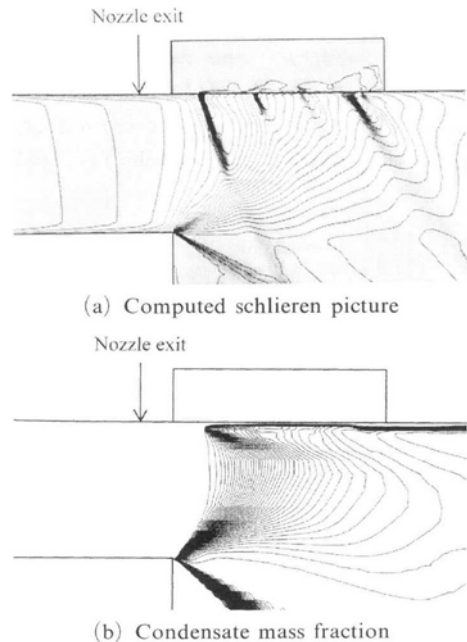 Nozzle exit
(a) Computed schlieren picture
Nozzle exit
(b) Condensate mass fraction